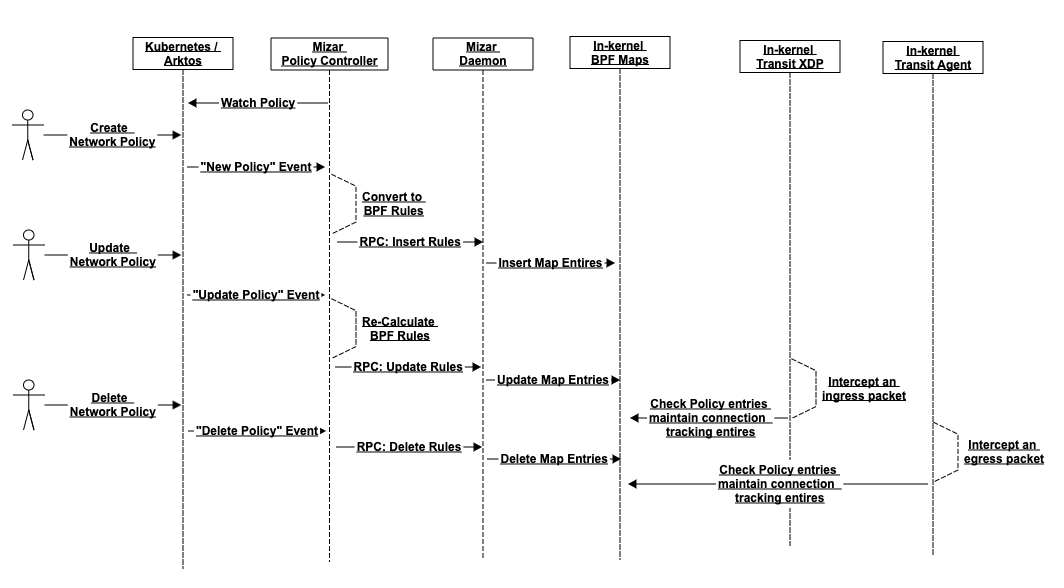 Kubernetes /
Arktos
Mizar
Policy Controller
Mizar
Daemon
In-kernel
BPF Maps
In-kernel
Transit XDP
In-kernel
Transit Agent
Watch Policy
Create
Network Policy
"New Policy" Event
Convert to
BPF Rules
RPC: Insert Rules
Update
Network Policy
Insert Map Entires
"Update Policy" Event
Re-Calculate
BPF Rules
RPC: Update Rules
Update Map Entries
Intercept an
ingress packet
Delete
Network Policy
Check Policy entries
maintain connection
tracking entires
"Delete Policy" Event
RPC: Delete Rules
Delete Map Entries
Intercept an
egress packet
Check Policy entries
maintain connection
tracking entires